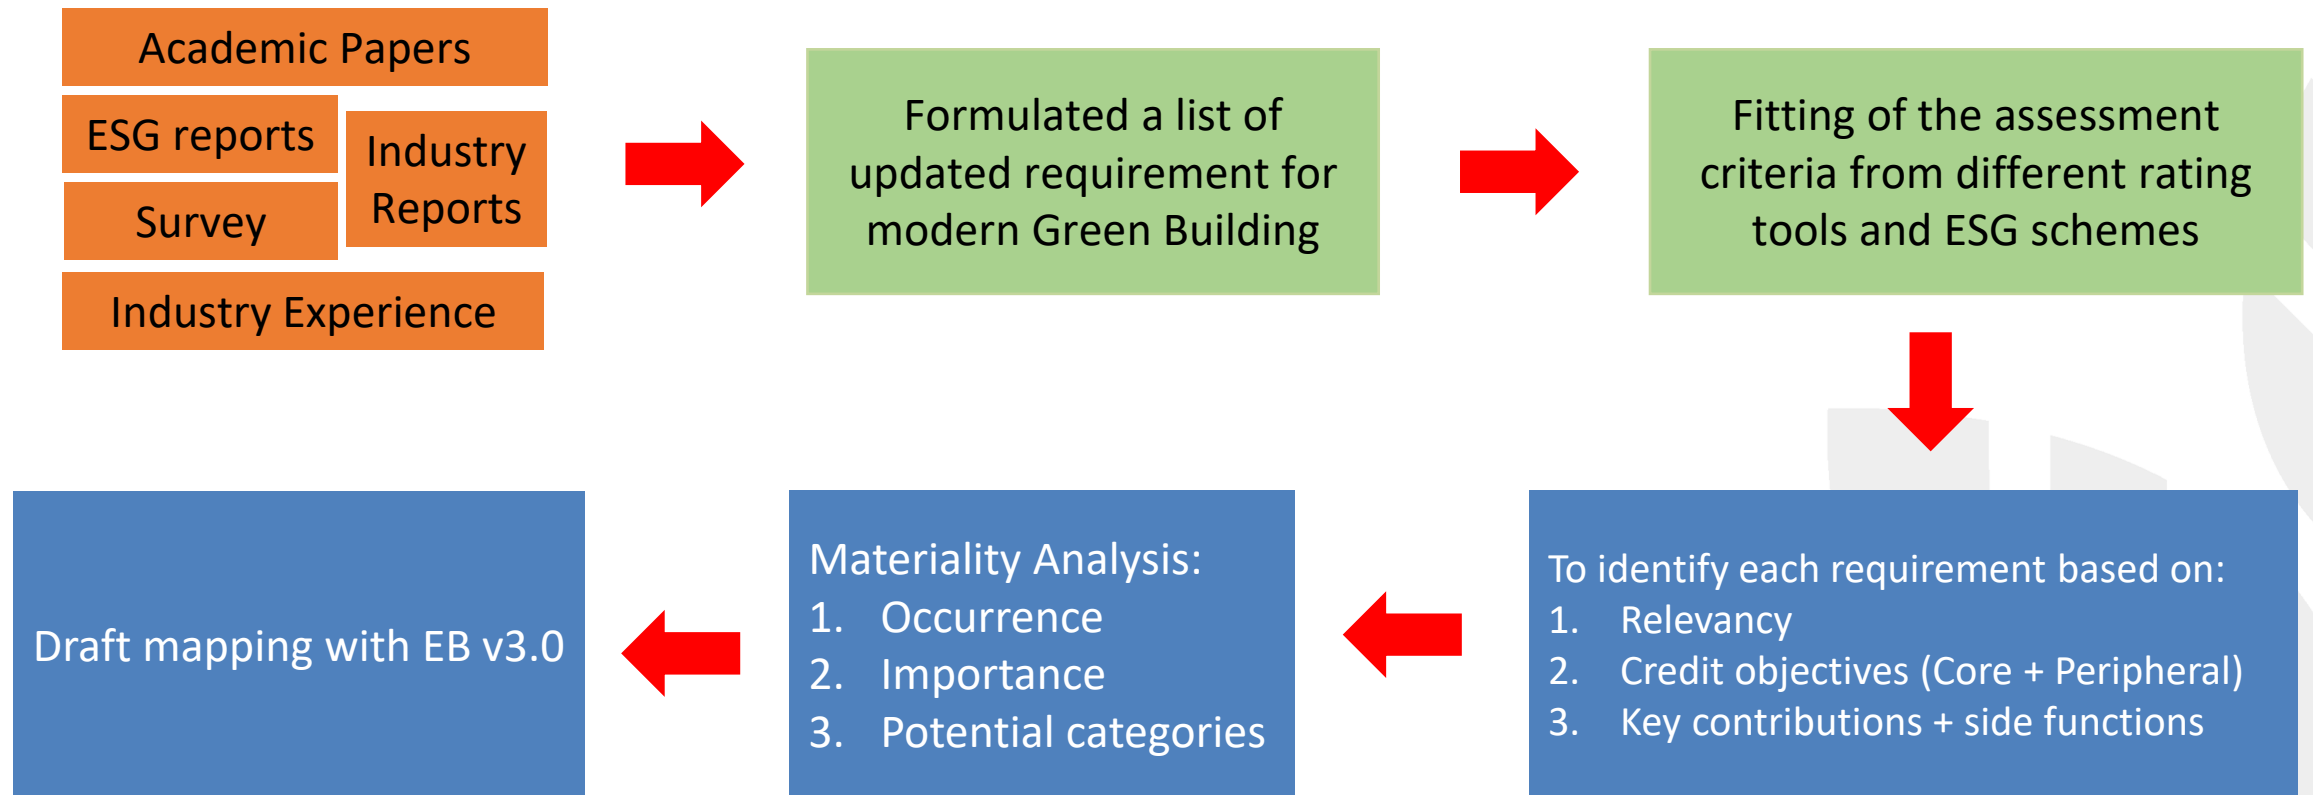 Academic Papers
ESG reports
Industry
Reports
Survey
Industry Experience
Formulated a list of
updated requirement for
modern Green Building
Fitting of the assessment
criteria from different rating
tools and ESG schemes
To identify each requirement based on:
1. Relevancy
2. Credit objectives (Core + Peripheral)
3. Key contributions + side functions
Materiality Analysis:
1. Occurrence
2. Importance
3. Potential categories
Draft mapping with EB v3.0